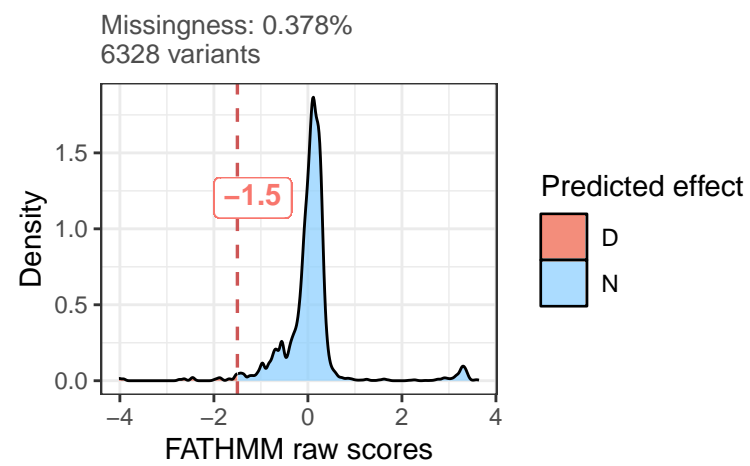 Missingness: 0.378%
6328 variants
Density
1.5
1.0
0.5
0.0
−1.5
−4
−2
0
2
4
FATHMM raw scores
Predicted effect
D
N